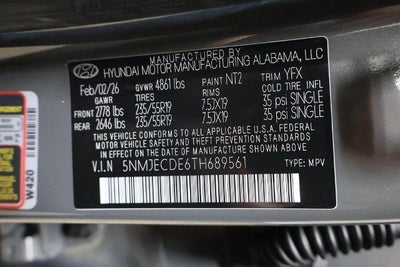 MANUFACTURED BY
HYUNDAI MOTOR MANUFACTURING ALABAMA, LLC
Feb/02/26 GVWR 4861 lbs PAINT NT2 TRIM YFX
GAWR TIRES RIMS COLD INFL
FRONT 2778 lbs 235/55R19 7.5JX19 35 psi SINGLE
REAR 2646 lbs 235/55R19 7.5JX19 35 psi SINGLE
THIS VEHICLE CONFORMS TO ALL APPLICABLE U.S.A. FEDERAL
MOTOR VEHICLE SAFETY AND THEFT PREVENTION STANDARDS
IN EFFECT ON THE DATE OF MANUFACTURE SHOWN ABOVE.
V.I.N 5NMJECDE6TH689561 TYPE: MPV
W420